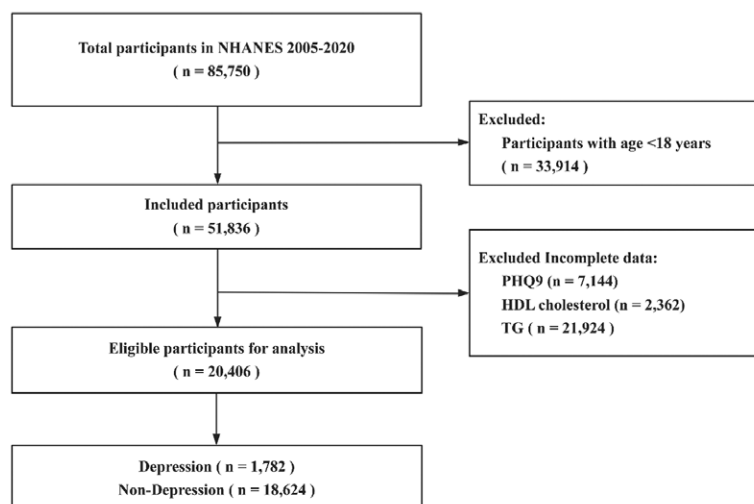 Total participants in NHANES 2005-2020
( n = 85,750 )
Excluded:
Participants with age <18 years
( n = 33,914 )
Included participants
( n = 51,836 )
Excluded Incomplete data:
PHQ9 (n = 7,144)
HDL cholesterol (n = 2,362)
TG ( n = 21,924 )
Eligible participants for analysis
( n = 20,406 )
Depression ( n = 1,782 )
Non-Depression ( n = 18,624 )